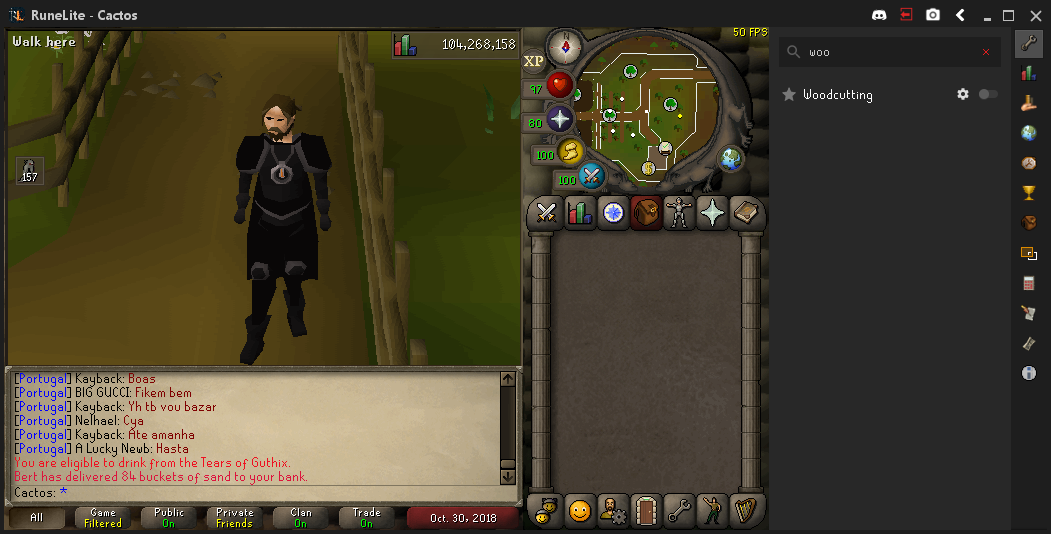 RuneLite - Cactos
Walk here
104,268,158
50 FPS
N
XP
97
80
100
100
157
woo
Woodcutting
[Portugal] Kayback: Boas
[Portugal] BIG GUCCI: Fikem bem
[Portugal] Kayback: Yh tb vou bazar
[Portugal] Nelhael: Cya
[Portugal] Kayback: Ate amanha
[Portugal] A Lucky Newb: Hasta
You are eligible to drink from the Tears of Guthix.
Bert has delivered 84 buckets of sand to your bank.
Cactos: *
All
Game
Filtered
Public
On
Private
Friends
Clan
On
Trade
On
Oct. 30, 2018